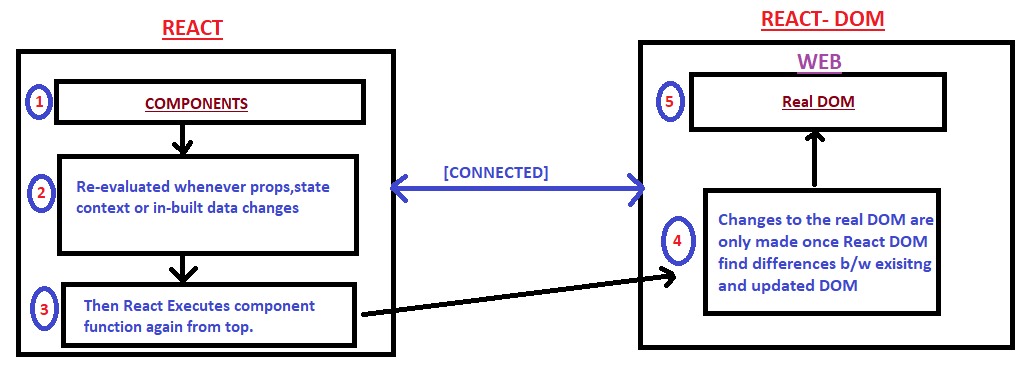 REACT
1
COMPONENTS
2
Re-evaluated whenever props,state
context or in-built data changes
3
Then React Executes component
function again from top.
[CONNECTED]
REACT- DOM
WEB
5
Real DOM
4
Changes to the real DOM are
only made once React DOM
find differences b/w exisitng
and updated DOM